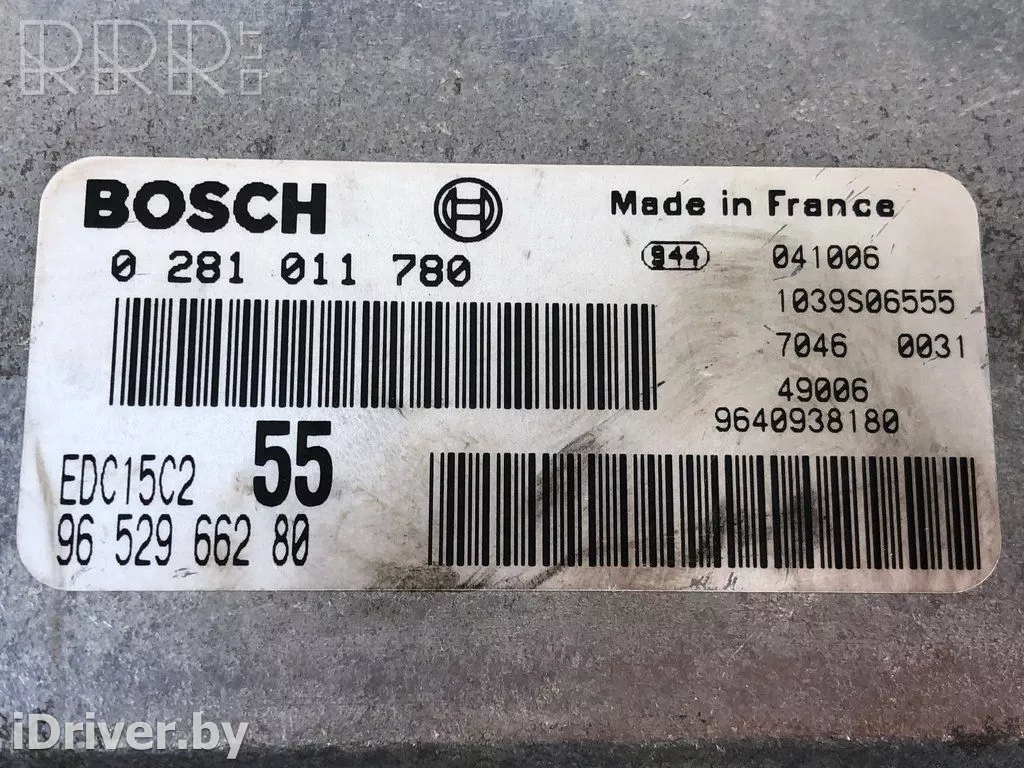 RRR
BOSCH
Made in France
0 281 011 780
944 041006
1039S06555
7046 0031
49006
9640938180
EDC15C2 55
96 529 662 80
iDriver.by